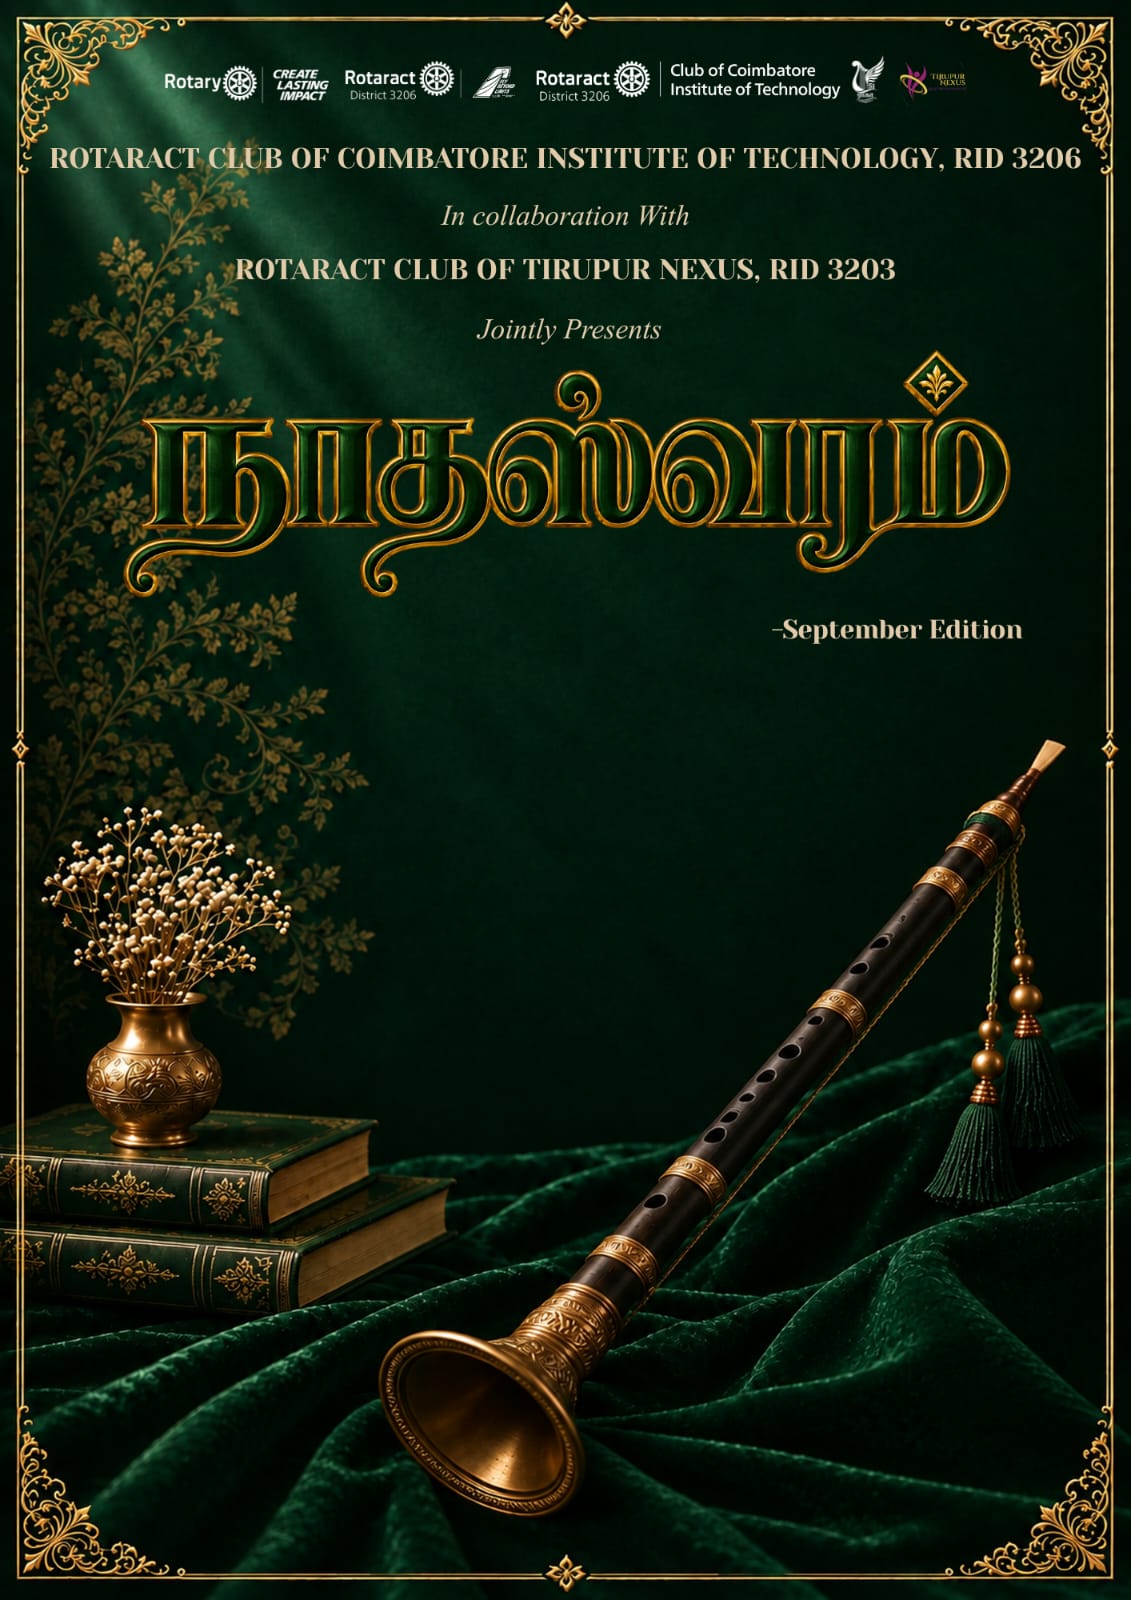 Rotary
CREATE
LASTING
IMPACT
Rotaract
District 3206
Rotaract
District 3206
Club of Coimbatore
Institute of Technology
TIRUPUR
NEXUS
ROTARACT CLUB OF COIMBATORE INSTITUTE OF TECHNOLOGY, RID 3206
In collaboration With
ROTARACT CLUB OF TIRUPUR NEXUS, RID 3203
Jointly Presents
நாதஸ்வரம்
-September Edition